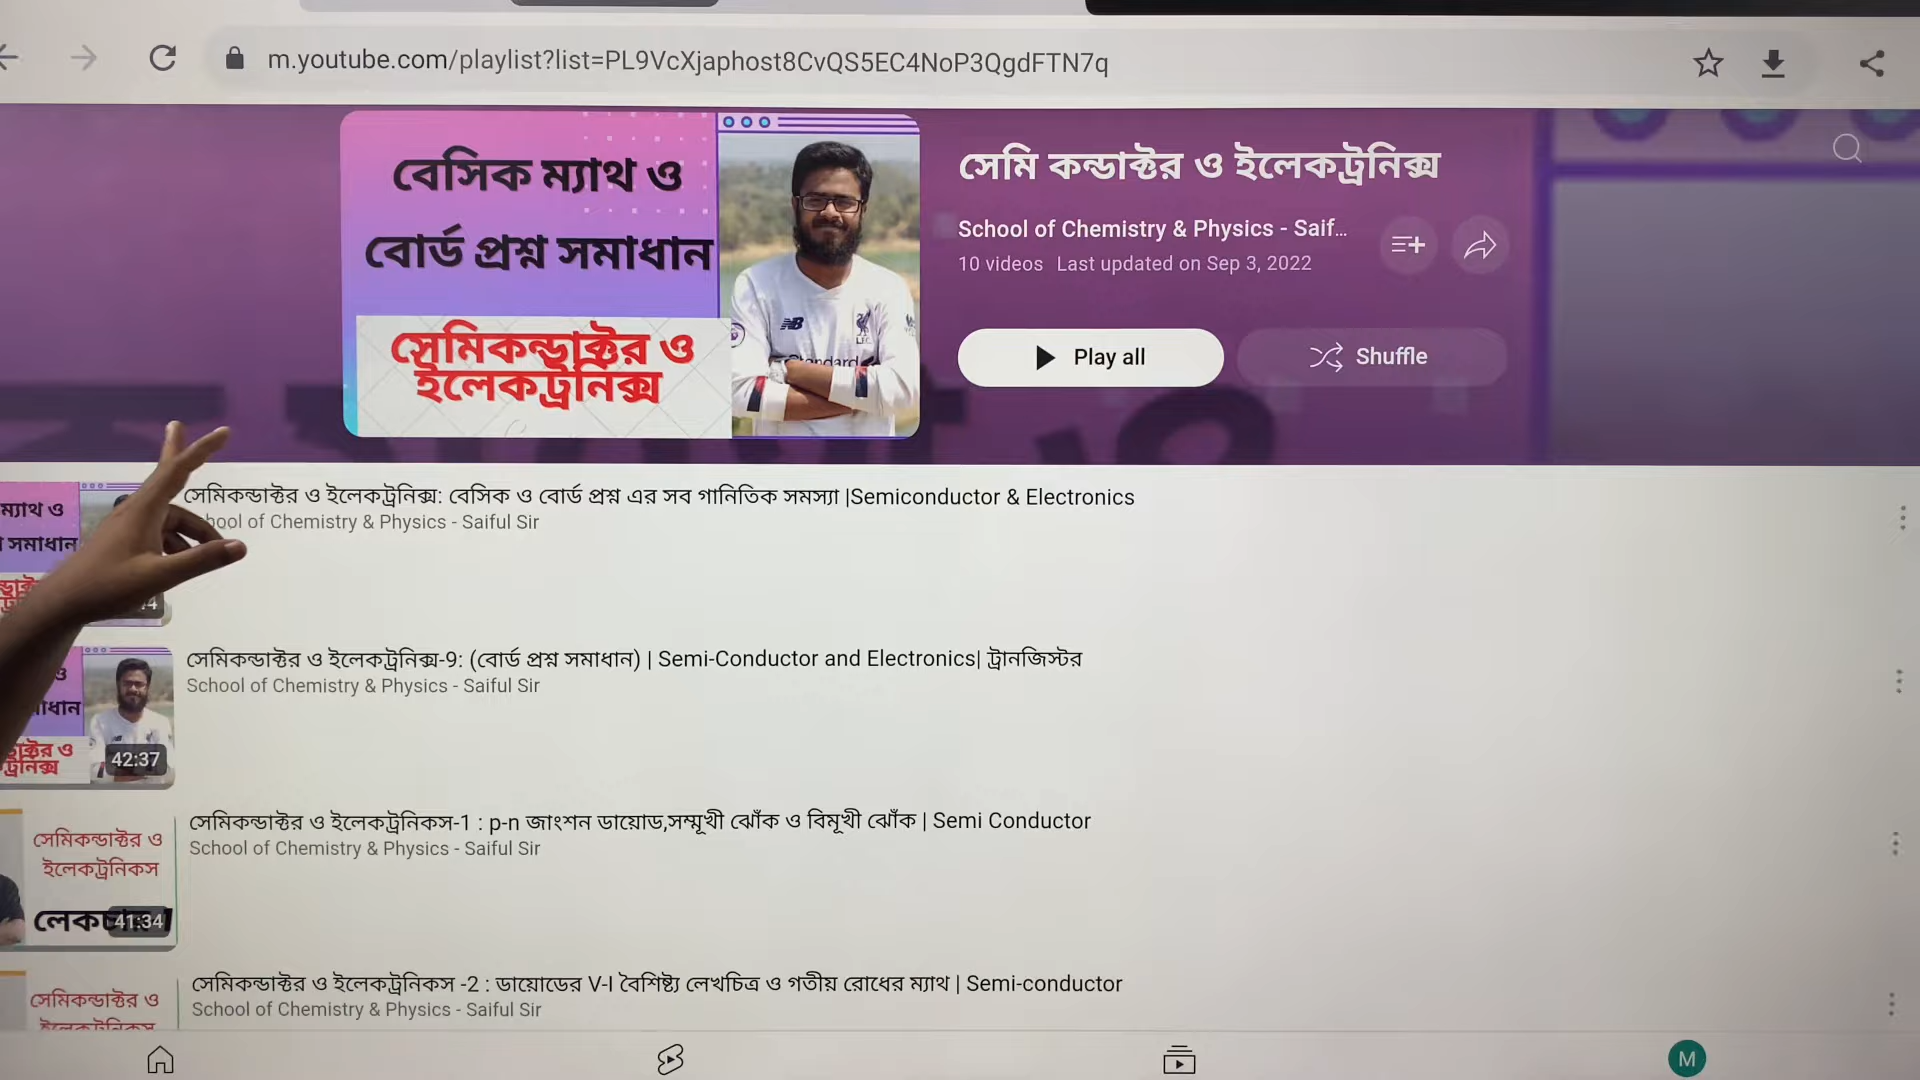 m.youtube.com/playlist?list=PL9VcXjaphost8CvQS5EC4NoP3QgdFTN7q
বেসিক ম্যাথ ও
বোর্ড প্রশ্ন সমাধান
সেমিকন্ডাক্টর ও
ইলেকট্রনিক্স
সেমি কন্ডাক্টর ও ইলেকট্রনিক্স
School of Chemistry & Physics - Saif...
10 videos Last updated on Sep 3, 2022
Play all
Shuffle
ম্যাথ ও
সমাধান
সেমিকন্ডাক্টর ও ইলেকট্রনিক্স: বেসিক ও বোর্ড প্রশ্ন এর সব গানিতিক সমস্যা |Semiconductor & Electronics
of Chemistry & Physics - Saiful Sir
সেমিকন্ডাক্টর ও ইলেকট্রনিক্স-9: (বোর্ড প্রশ্ন সমাধান) | Semi-Conductor and Electronics| ট্রানজিস্টর
School of Chemistry & Physics - Saiful Sir
42:37
সেমিকন্ডাক্টর ও ইলেকট্রনিকস-1 : p-n জাংশন ডায়োড,সম্মূখী ঝোঁক ও বিমূখী ঝোঁক | Semi Conductor
School of Chemistry & Physics - Saiful Sir
সেমিকন্ডাক্টর ও
ইলেকট্রনিকস
41:34
সেমিকন্ডাক্টর ও ইলেকট্রনিকস -2 : ডায়োডের V-I বৈশিষ্ট্য লেখচিত্র ও গতীয় রোধের ম্যাথ | Semi-conductor
School of Chemistry & Physics - Saiful Sir
সেমিকন্ডাক্টর ও
M